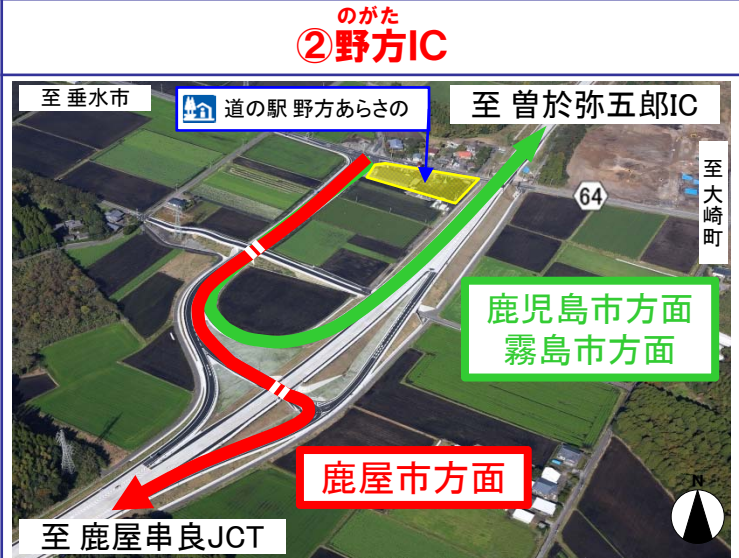 のがた
②野方IC
至 垂水市
道の駅 野方あらさの
至 曽於弥五郎IC
至大崎町
64
鹿児島市方面
霧島市方面
鹿屋市方面
至 鹿屋串良JCT
N